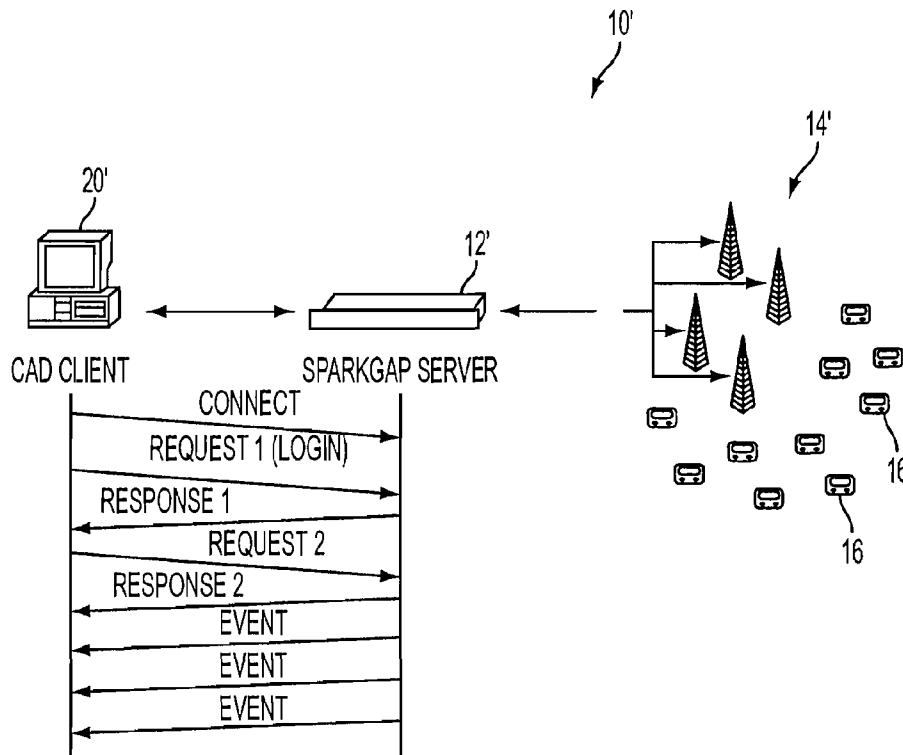 10'
14'
20'
12'
CAD CLIENT
SPARKGAP SERVER
CONNECT
REQUEST 1 (LOGIN)
RESPONSE 1
REQUEST 2
RESPONSE 2
EVENT
EVENT
EVENT
16
16